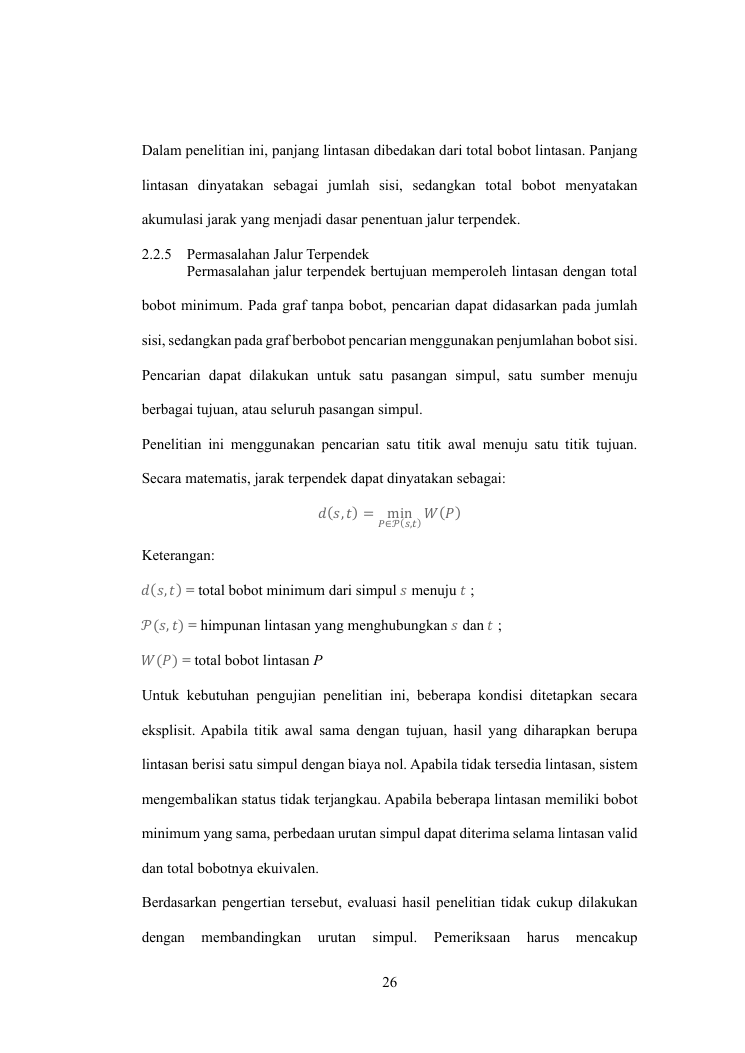 Dalam penelitian ini, panjang lintasan dibedakan dari total bobot lintasan. Panjang
lintasan dinyatakan sebagai jumlah sisi, sedangkan total bobot menyatakan
akumulasi jarak yang menjadi dasar penentuan jalur terpendek.
2.2.5 Permasalahan Jalur Terpendek
Permasalahan jalur terpendek bertujuan memperoleh lintasan dengan total
bobot minimum. Pada graf tanpa bobot, pencarian dapat didasarkan pada jumlah
sisi, sedangkan pada graf berbobot pencarian menggunakan penjumlahan bobot sisi.
Pencarian dapat dilakukan untuk satu pasangan simpul, satu sumber menuju
berbagai tujuan, atau seluruh pasangan simpul.
Penelitian ini menggunakan pencarian satu titik awal menuju satu titik tujuan.
Secara matematis, jarak terpendek dapat dinyatakan sebagai:
𝑑(𝑠,𝑡) = min 𝑊(𝑃)
𝑃∈𝒫(𝑠,𝑡)
Keterangan:
𝑑(𝑠,𝑡) = total bobot minimum dari simpul 𝑠 menuju 𝑡 ;
𝒫(𝑠,𝑡) = himpunan lintasan yang menghubungkan 𝑠 dan 𝑡 ;
𝑊(𝑃) = total bobot lintasan P
Untuk kebutuhan pengujian penelitian ini, beberapa kondisi ditetapkan secara
eksplisit. Apabila titik awal sama dengan tujuan, hasil yang diharapkan berupa
lintasan berisi satu simpul dengan biaya nol. Apabila tidak tersedia lintasan, sistem
mengembalikan status tidak terjangkau. Apabila beberapa lintasan memiliki bobot
minimum yang sama, perbedaan urutan simpul dapat diterima selama lintasan valid
dan total bobotnya ekuivalen.
Berdasarkan pengertian tersebut, evaluasi hasil penelitian tidak cukup dilakukan
dengan membandingkan urutan simpul. Pemeriksaan harus mencakup
26